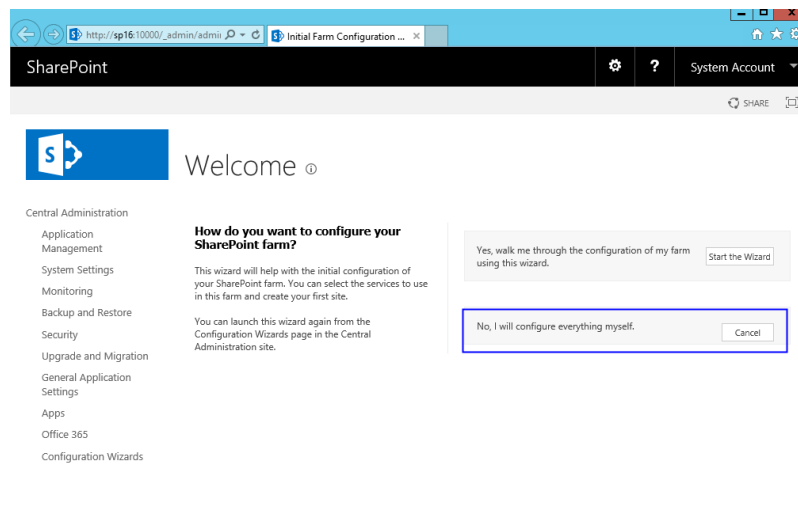 http://sp16:10000/_admin/admi
Initial Farm Configuration ...
SharePoint
?
System Account
SHARE
S
Welcome
Central Administration
Application
Management
System Settings
Monitoring
Backup and Restore
Security
Upgrade and Migration
General Application
Settings
Apps
Office 365
Configuration Wizards
How do you want to configure your
SharePoint farm?
This wizard will help with the initial configuration of
your SharePoint farm. You can select the services to use
in this farm and create your first site.
You can launch this wizard again from the
Configuration Wizards page in the Central
Administration site.
Yes, walk me through the configuration of my farm
using this wizard.
Start the Wizard
No, I will configure everything myself.
Cancel